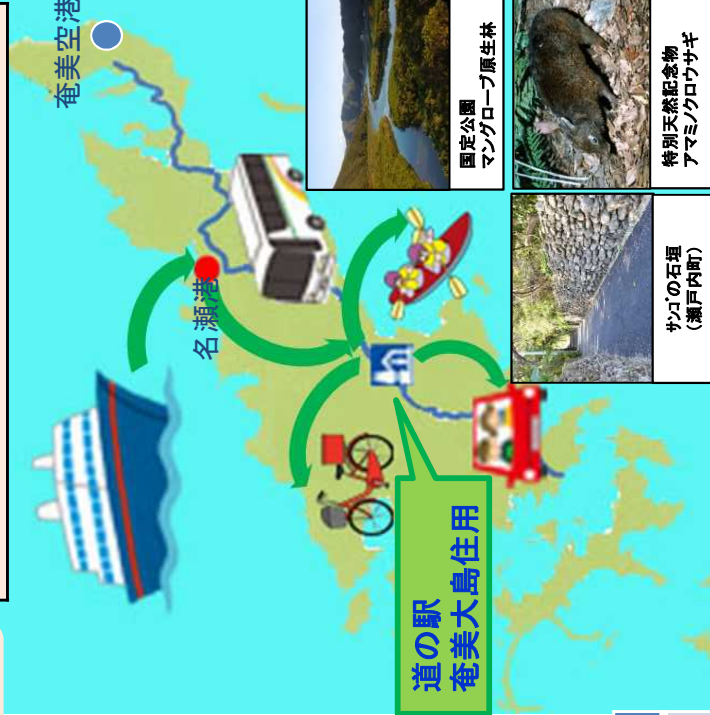 奄美空港
名瀬港
道の駅
奄美大島住用
国定公園
マングローブ原生林
特別天然記念物
アマミノクロウサギ
サンゴの石垣
（瀬戸内町）